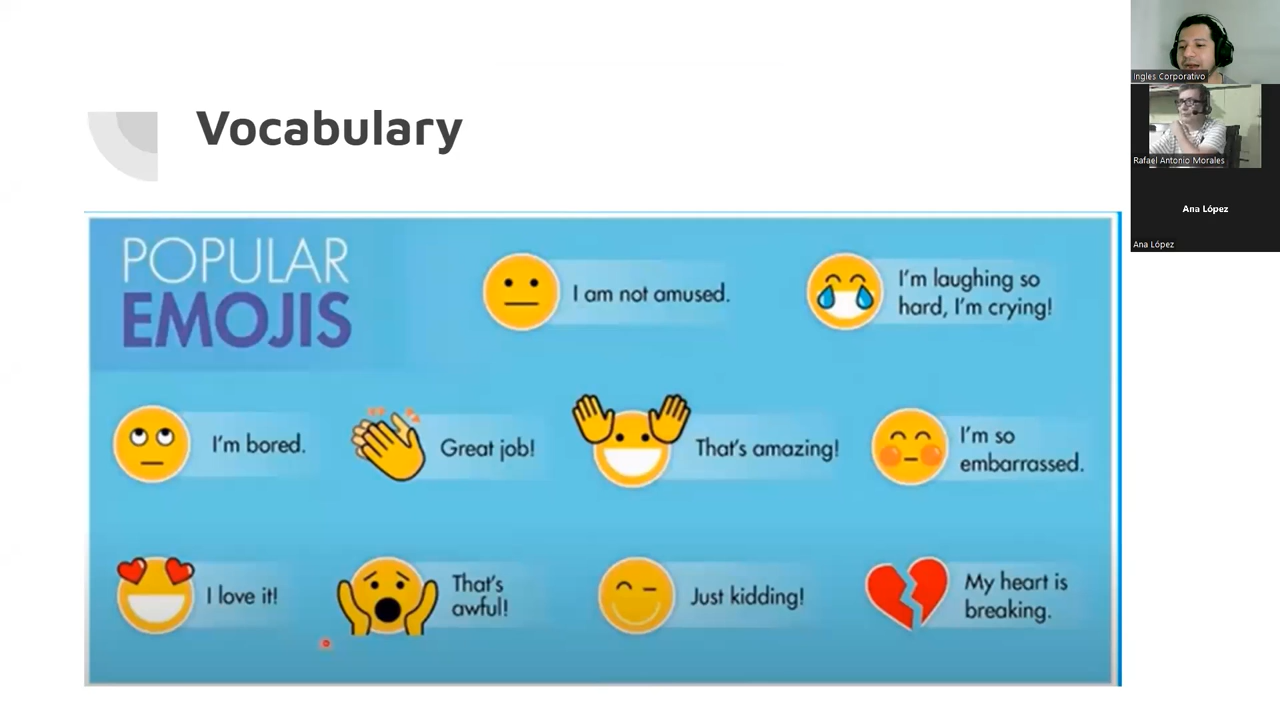 Vocabulary
POPULAR
EMOJIS
I am not amused.
I'm laughing so
hard, I'm crying!
I'm bored.
Great job!
That's amazing!
I'm so
embarrassed.
I love it!
That's
awful!
Just kidding!
My heart is
breaking.
Ingles Corporativo
Rafael Antonio Morales
Ana López
Ana López